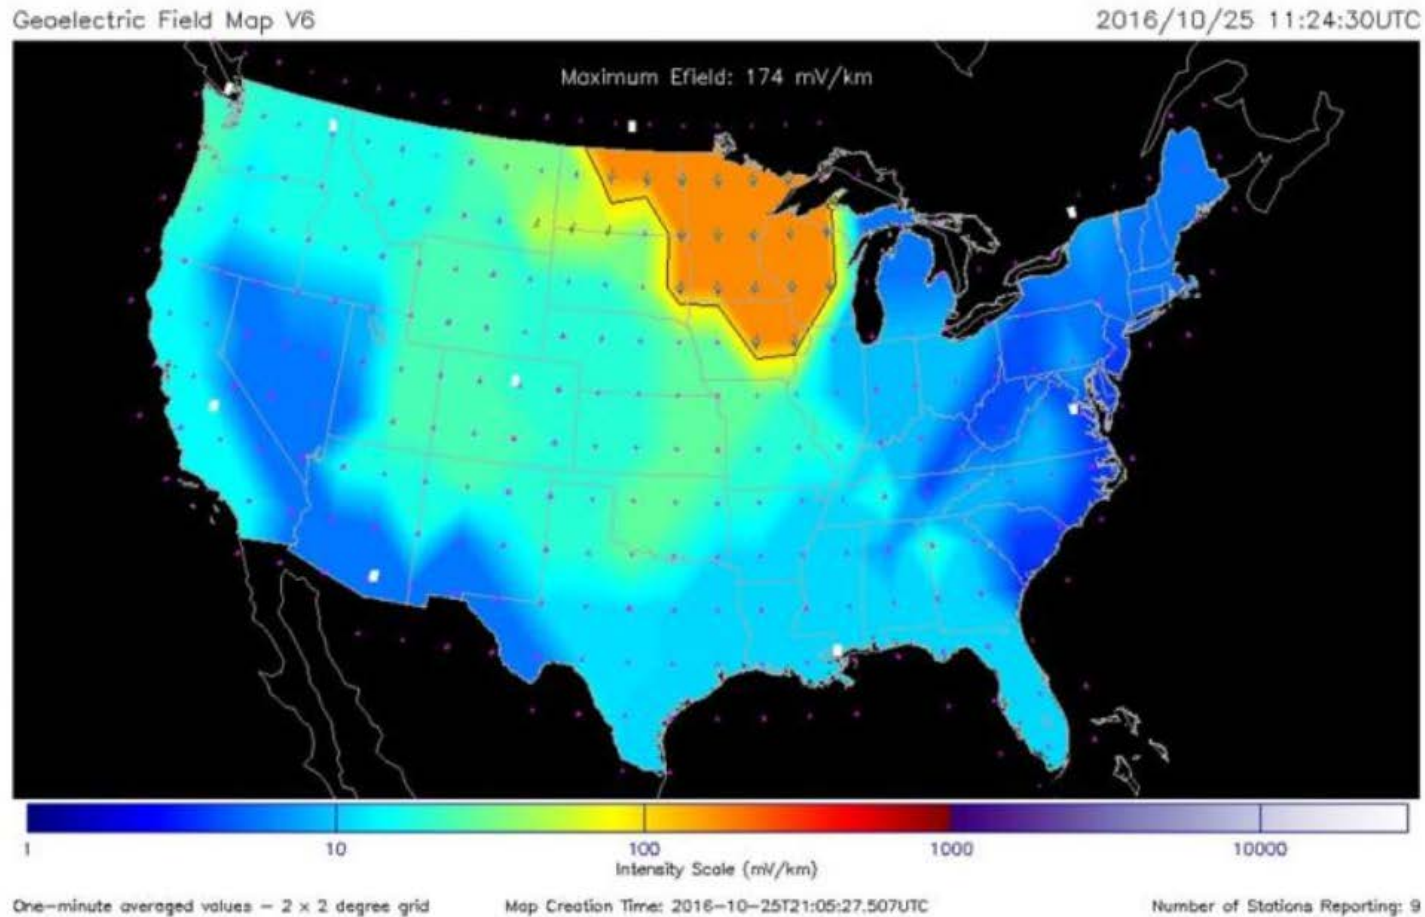 Geoelectric Field Map V6
2016/10/25 11:24:30UTC
Maximum Efield: 174 mV/km
1 10 100 1000 10000
Intensity Scale (mV/km)
One-minute averaged values - 2 x 2 degree grid
Map Creation Time: 2016-10-25T21:05:27.507UTC
Number of Stations Reporting: 9